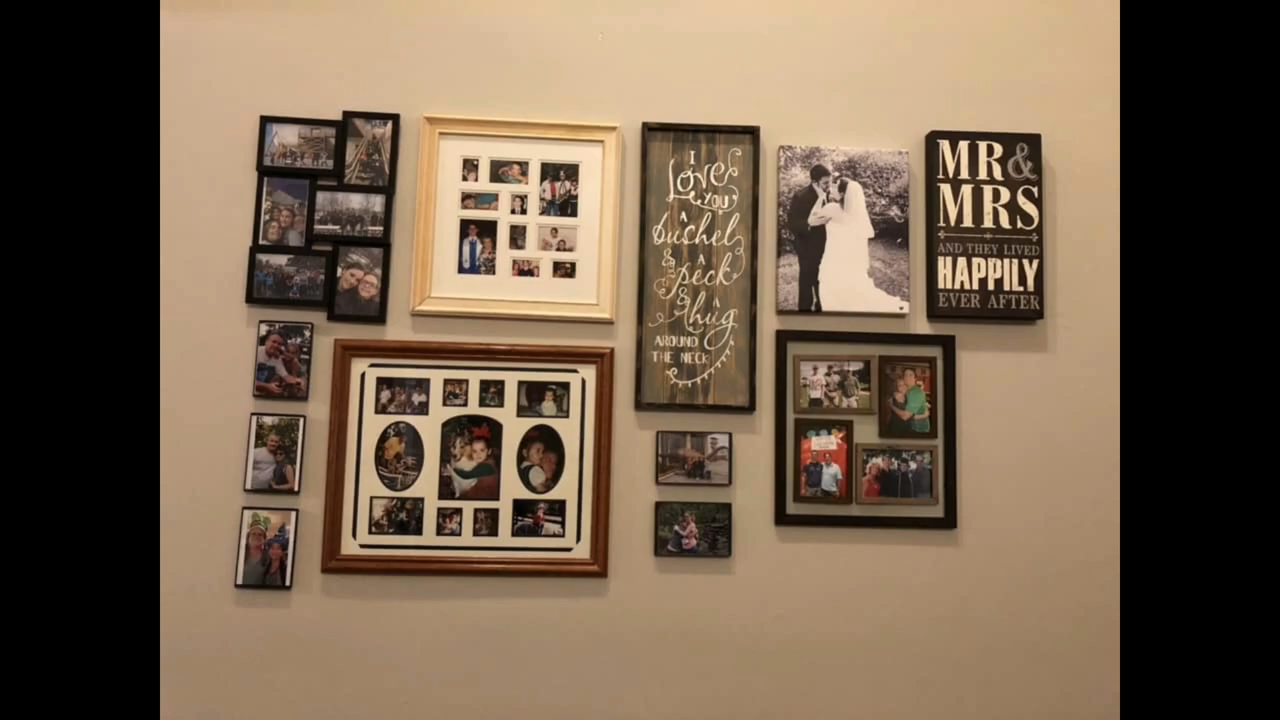 I
Love
YOU
A
bushel
& A
peck
& A
hug
AROUND
THE NECK
MR &
MRS
AND THEY LIVED
HAPPILY
EVER AFTER